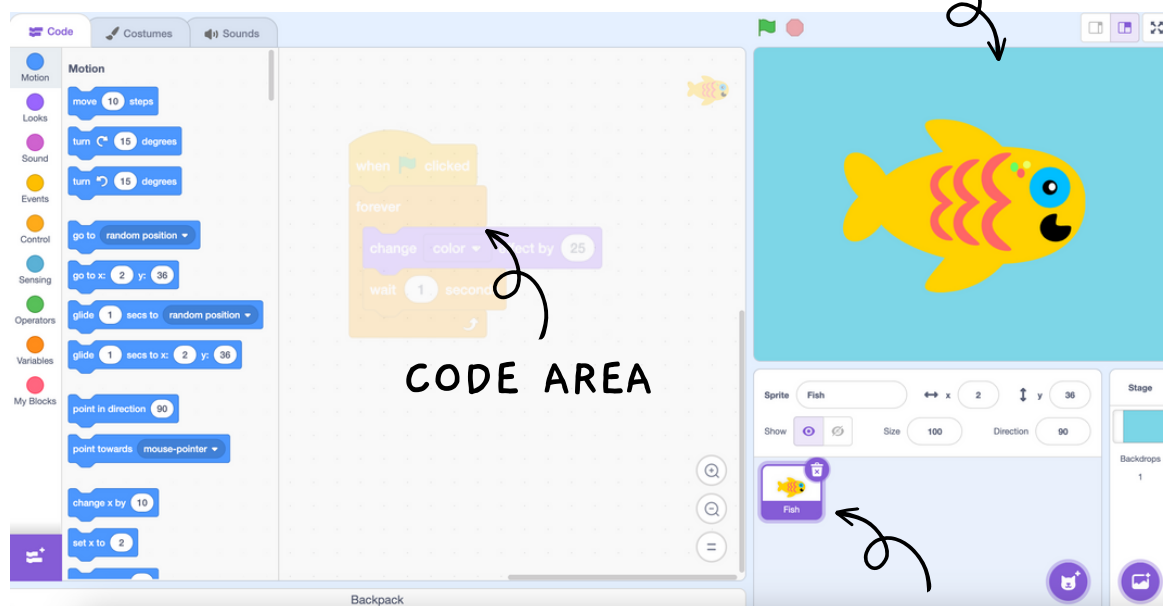 Code
Costumes
Sounds
Motion
Looks
Sound
Events
Control
Sensing
Operators
Variables
My Blocks
Motion
move 10 steps
turn 15 degrees
turn 15 degrees
go to random position
go to x: 2 y: 36
glide 1 secs to random position
glide 1 secs to x: 2 y: 36
point in direction 90
point towards mouse-pointer
change x by 10
set x to 2
when clicked
forever
change color effect by 25
wait 1 seconds
CODE AREA
Sprite Fish x 2 y 36
Show Size 100 Direction 90
Fish
Stage
Backdrops
1
Backpack